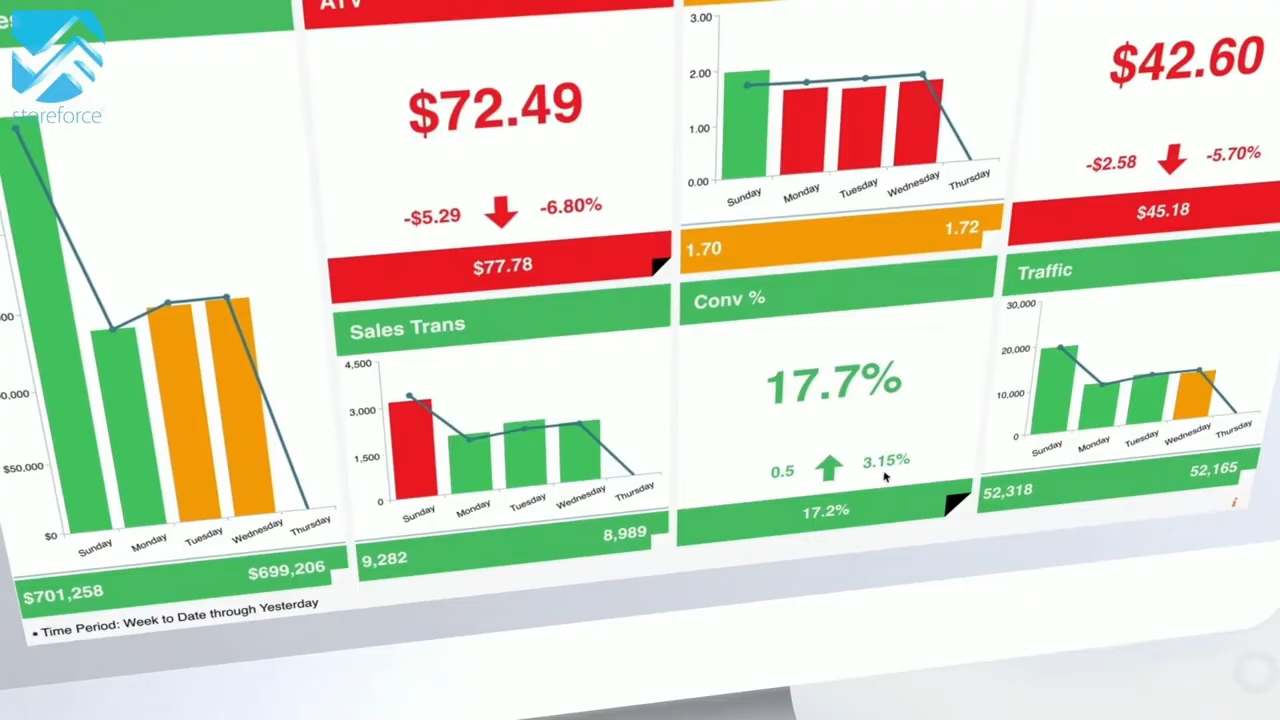 storeforce
ATV
$72.49
-$5.29
-6.80%
$77.78
3.00
2.00
1.00
0.00
Sunday
Monday
Tuesday
Wednesday
Thursday
1.70
1.72
$42.60
-$2.58
-5.70%
$45.18
$50,000
$0
Sunday
Monday
Tuesday
Wednesday
Thursday
$701,258
$699,206
Sales Trans
4,500
3,000
1,500
0
Sunday
Monday
Tuesday
Wednesday
Thursday
9,282
8,989
Conv %
17.7%
0.5
3.15%
17.2%
Traffic
30,000
20,000
10,000
0
Sunday
Monday
Tuesday
Wednesday
Thursday
52,318
52,165
i
• Time Period: Week to Date through Yesterday